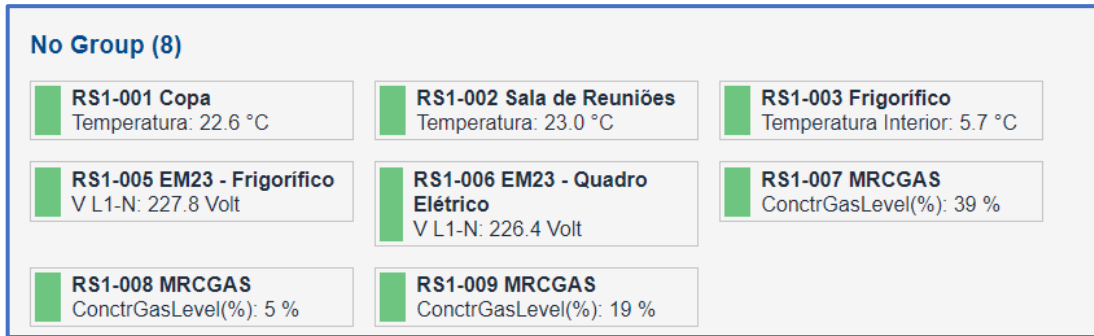 No Group (8)
RS1-001 Copa
Temperatura: 22.6 °C
RS1-002 Sala de Reuniões
Temperatura: 23.0 °C
RS1-003 Frigorífico
Temperatura Interior: 5.7 °C
RS1-005 EM23 - Frigorífico
V L1-N: 227.8 Volt
RS1-006 EM23 - Quadro
Elétrico
V L1-N: 226.4 Volt
RS1-007 MRCGAS
ConctrGasLevel(%): 39 %
RS1-008 MRCGAS
ConctrGasLevel(%): 5 %
RS1-009 MRCGAS
ConctrGasLevel(%): 19 %